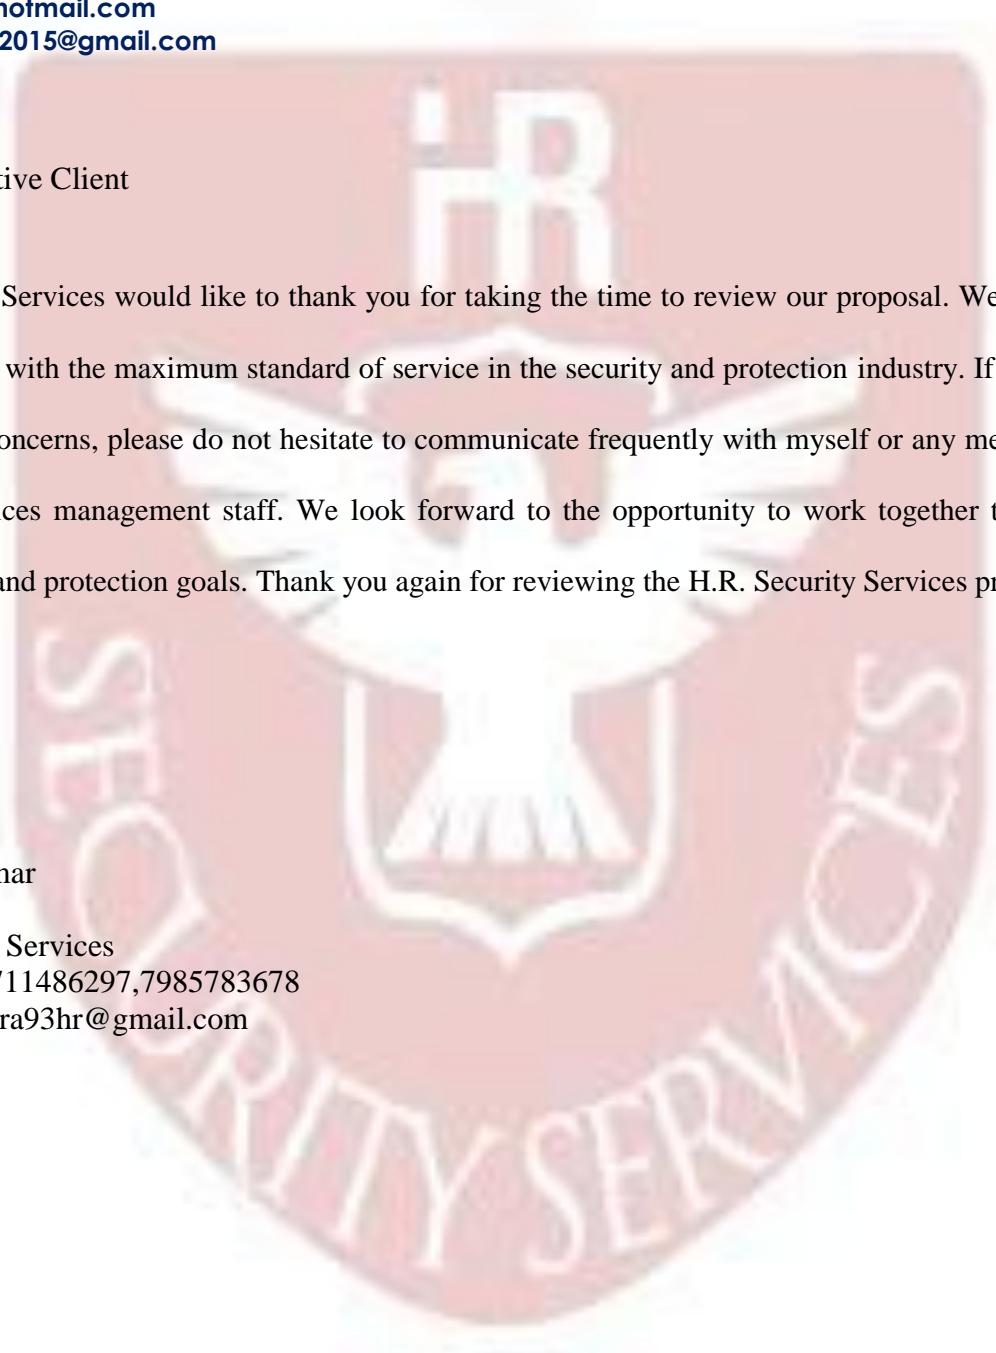 hotmail.com
2015@gmail.com
HR
tive Client
Services would like to thank you for taking the time to review our proposal. We
with the maximum standard of service in the security and protection industry. If
oncerns, please do not hesitate to communicate frequently with myself or any me
ices management staff. We look forward to the opportunity to work together t
and protection goals. Thank you again for reviewing the H.R. Security Services pr
mar
Services
711486297,7985783678
ra93hr@gmail.com
SECURITY SERVICES